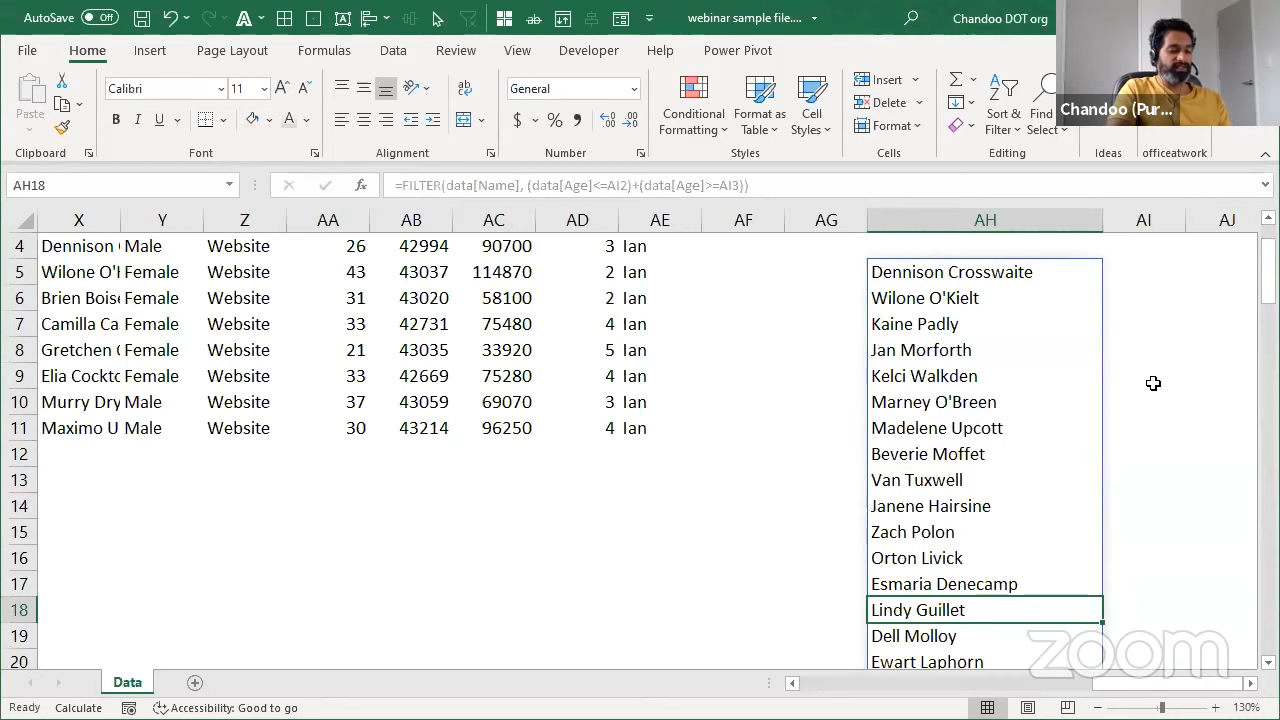 AutoSave Off webinar sample file.... Chandoo DOT org
File Home Insert Page Layout Formulas Data Review View Developer Help Power Pivot
Paste Calibri 11 General Conditional Formatting Format as Table Cell Styles Insert Delete Format Sort & Filter Find Select
Chandoo (Pur...
Clipboard Font Alignment Number Styles Cells Editing Ideas officeatwork
AH18 =FILTER(data[Name], (data[Age]<=AI2)+(data[Age]>=AI3))
X Y Z AA AB AC AD AE AF AG AH AI AJ
4 Dennison Male Website 26 42994 90700 3 Ian
5 Wilone O'I Female Website 43 43037 114870 2 Ian Dennison Crosswaite
6 Brien Boise Female Website 31 43020 58100 2 Ian Wilone O'Kielt
7 Camilla Ca Female Website 33 42731 75480 4 Ian Kaine Padly
8 Gretchen Female Website 21 43035 33920 5 Ian Jan Morforth
9 Elia Cockto Female Website 33 42669 75280 4 Ian Kelci Walkden
10 Murry Dry Male Website 37 43059 69070 3 Ian Marney O'Breen
11 Maximo U Male Website 30 43214 96250 4 Ian Madelene Upcott
12 Beverie Moffet
13 Van Tuxwell
14 Janene Hairsine
15 Zach Polon
16 Orton Livick
17 Esmaria Denecamp
18 Lindy Guillet
19 Dell Molloy
20 Ewart Laphorn
zoom
Data
Ready Calculate Accessibility: Good to go 130%